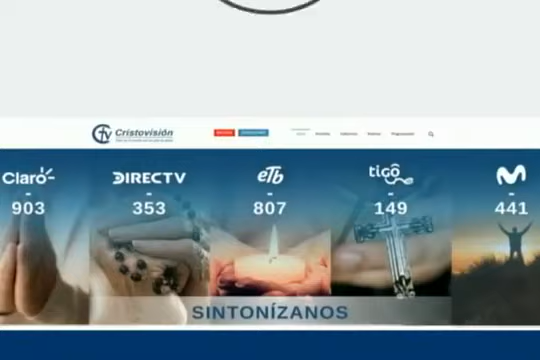 Cristovisión
Claro-
DIRECTV
eTb
tigo
903
353
807
149
441
SINTONÍZANOS